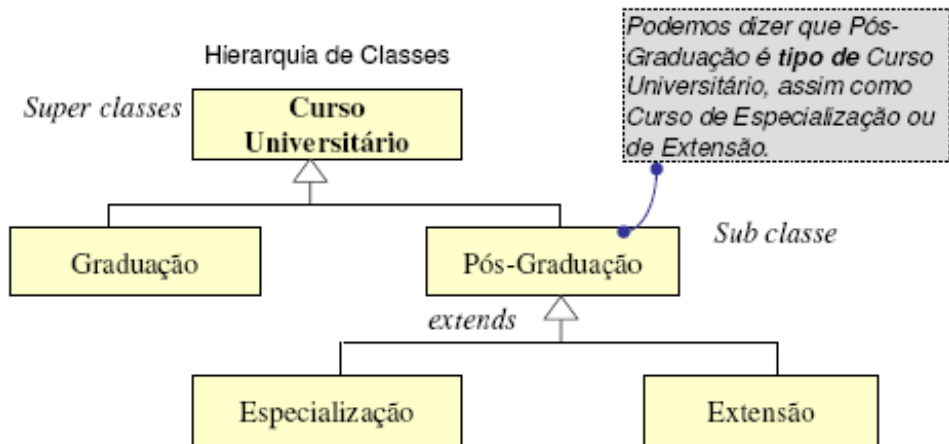 Hierarquia de Classes
Super classes
Curso
Universitário
Podemos dizer que Pós-
Graduação é tipo de Curso
Universitário, assim como
Curso de Especialização ou
de Extensão.
Graduação
Pós-Graduação
Sub classe
extends
Especialização
Extensão